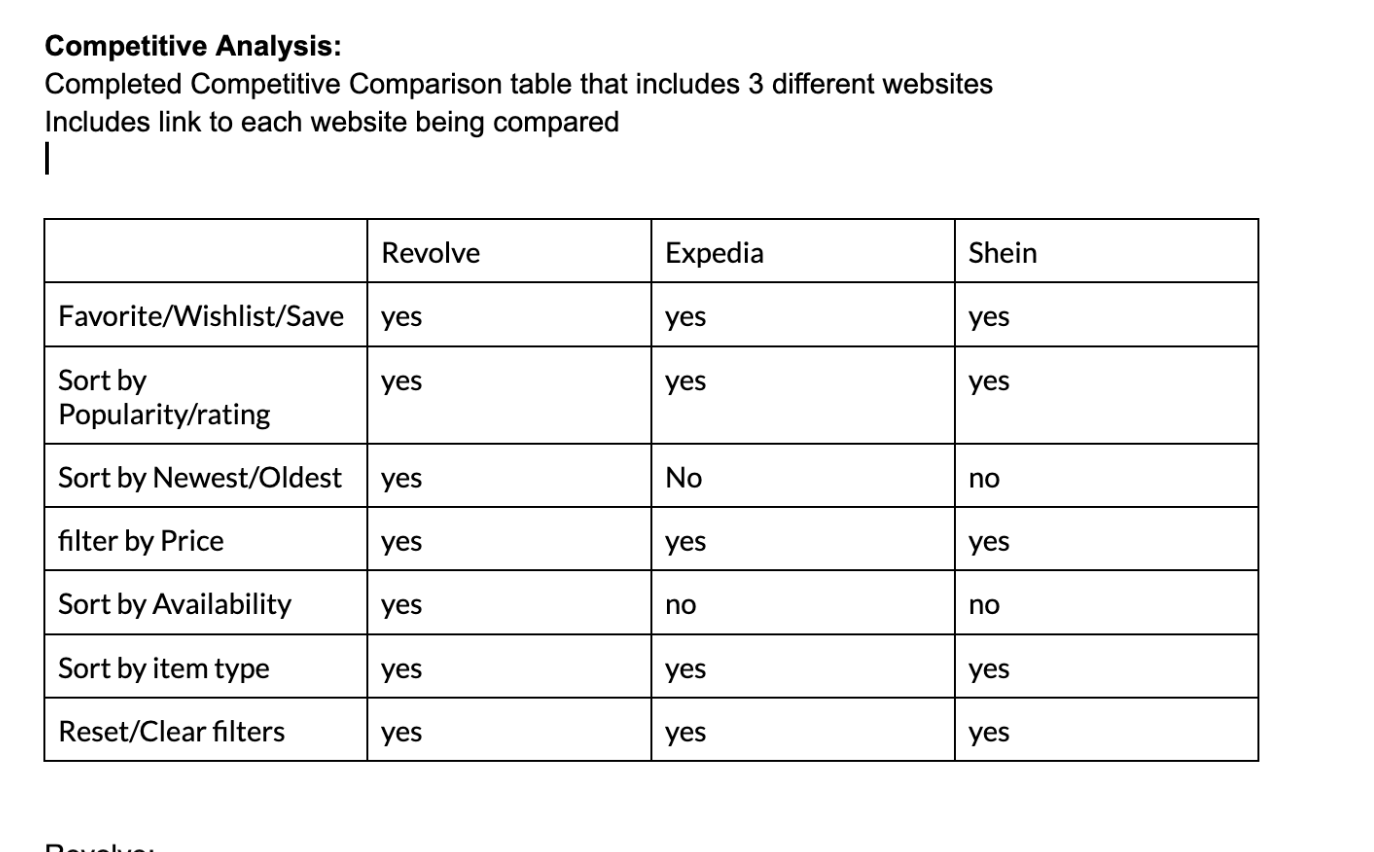 Competitive Analysis:
Completed Competitive Comparison table that includes 3 different websites
Includes link to each website being compared
Revolve Expedia Shein
Favorite/Wishlist/Save yes yes yes
Sort by
Popularity/rating yes yes yes
Sort by Newest/Oldest yes No no
filter by Price yes yes yes
Sort by Availability yes no no
Sort by item type yes yes yes
Reset/Clear filters yes yes yes